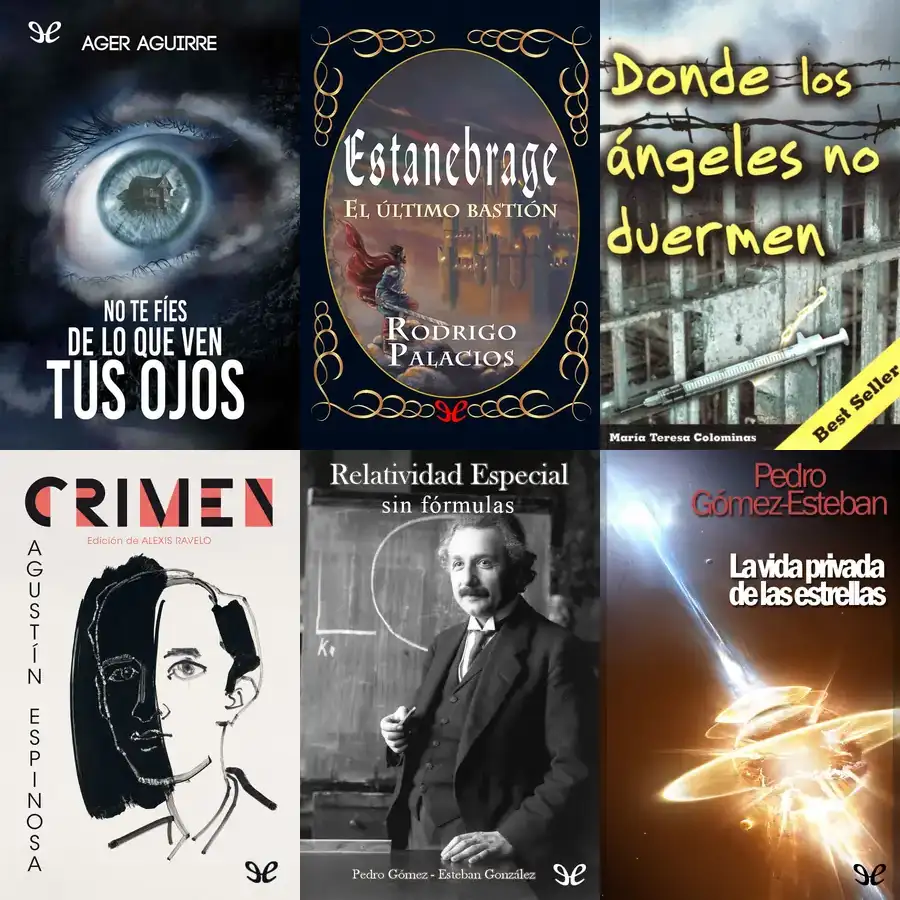 AGER AGUIRRE
NO TE FÍES
DE LO QUE VEN
TUS OJOS
Estanebrage
EL ÚLTIMO BASTIÓN
RODRIGO
PALACIOS
Donde los
ángeles no
duermen
Best Seller
María Teresa Colominas
CRIMEN
Edición de ALEXIS RAVELO
AGUSTÍN ESPINOSA
Relatividad Especial
sin fórmulas
Pedro Gómez - Esteban González
Pedro
Gómez-Esteban
La vida privada
de las estrellas